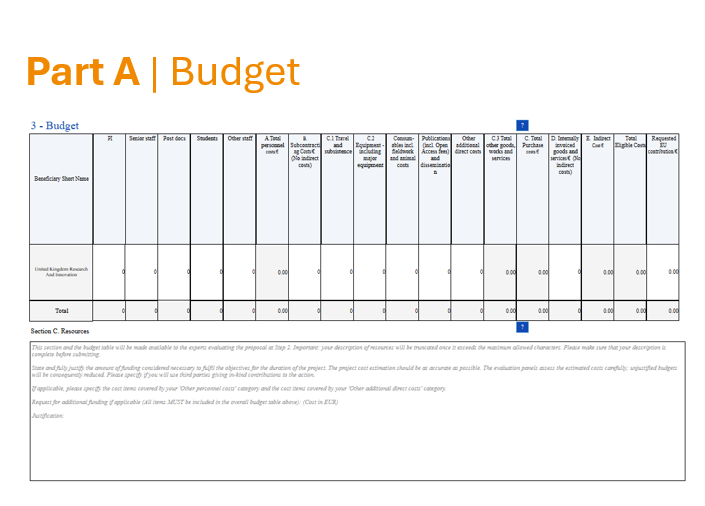 Part A | Budget
3 - Budget
?
Beneficiary Short Name
PI
Senior staff
Post docs
Students
Other staff
A.Total
personnel
costs/€
B.
Subcontracti
ng Costs/€
(No indirect
costs)
C.1 Travel
and
subsistence
C.2
Equipment -
including
major
equipment
Consum-
ables incl.
fieldwork
and animal
costs
Publications
(incl. Open
Access fees)
and
disseminatio
n
Other
additional
direct costs
C.3 Total
other goods,
works and
services
C. Total
Purchase
costs/€
D. Internally
invoiced
goods and
services/€ (No
indirect
costs)
E. Indirect
Cost/€
Total
Eligible Costs
Requested
EU
contribution/€
United Kingdom Research
And Innovation
0 0 0 0 0 0.00 0 0 0 0 0 0 0.00 0.00 0 0.00 0.00 0.00
Total
0 0 0 0 0 0.00 0 0 0 0 0 0 0.00 0.00 0 0.00 0.00 0.00
Section C. Resources
?
This section and the budget table will be made available to the experts evaluating the proposal at Step 2. Important: your description of resources will be truncated once it exceeds the maximum allowed characters. Please make sure that your description is
complete before submitting.
State and fully justify the amount of funding considered necessary to fulfil the objectives for the duration of the project. The project cost estimation should be as accurate as possible. The evaluation panels assess the estimated costs carefully; unjustified budgets
will be consequently reduced. Please specify if you will use third parties giving in-kind contributions to the action.
If applicable, please specify the cost items covered by your 'Other personnel costs' category and the cost items covered by your 'Other additional direct costs' category.
Request for additional funding if applicable (All items MUST be included in the overall budget table above): (Cost in EUR)
Justification: